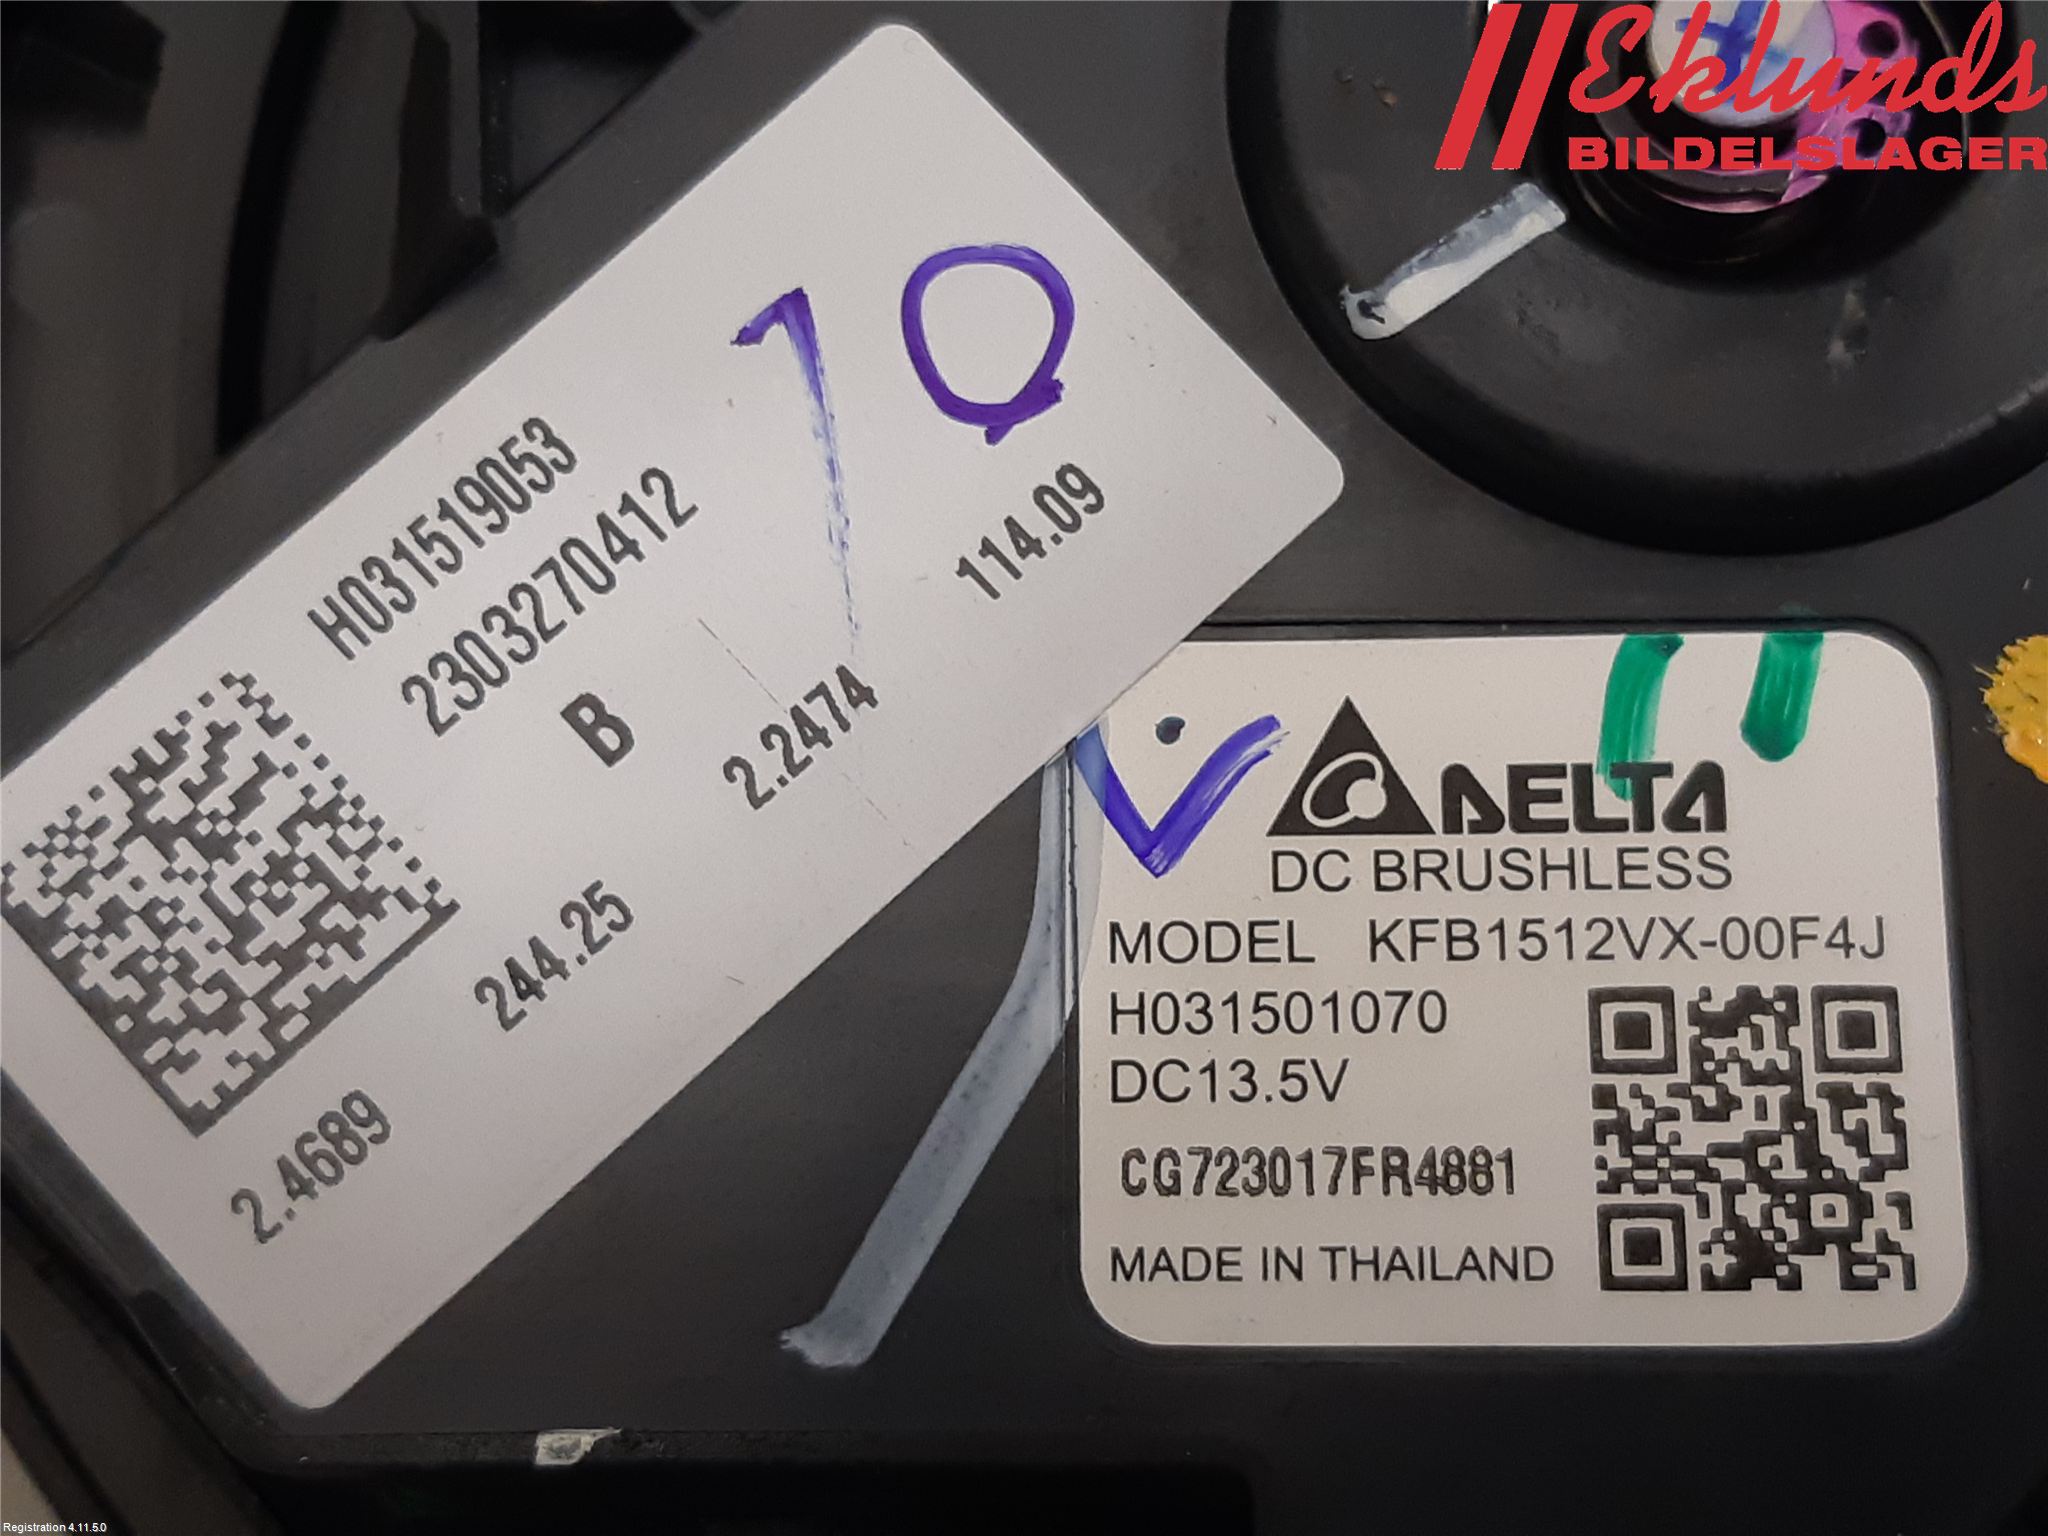 Eklunds
BILDELSLAGER
10
H031519053
2303270412
B
114.09
2.2474
244.25
2.4689
DELTA
DC BRUSHLESS
MODEL KFB1512VX-00F4J
H031501070
DC13.5V
CG723017FR4881
MADE IN THAILAND
Registration 4.11.5.0